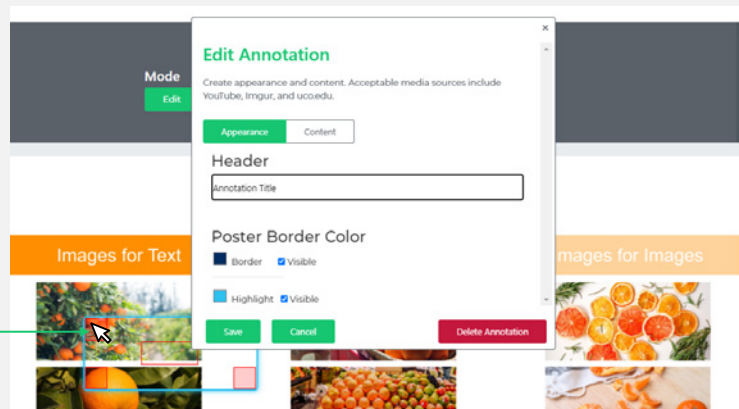 ×
Edit Annotation
Mode
Create appearance and content. Acceptable media sources include
YouTube, Imgur, and uco.edu.
Edit
Appearance
Content
Header
Annotation Title
Poster Border Color
Images for Text
mages for Images
Border
Visible
Highlight
Visible
Save
Cancel
Delete Annotation